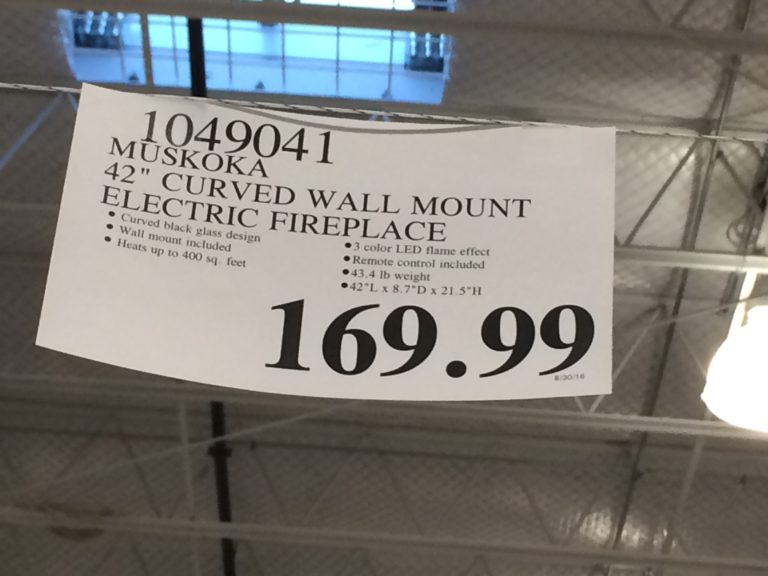 1049041
MUSKOKA
42" CURVED WALL MOUNT
ELECTRIC FIREPLACE
• Curved black glass design
• Wall mount included
• Heats up to 400 sq. feet
• 3 color LED flame effect
• Remote control included
• 43.4 lb weight
• 42"L x 8.7"D x 21.5"H
169.99
8/30/16